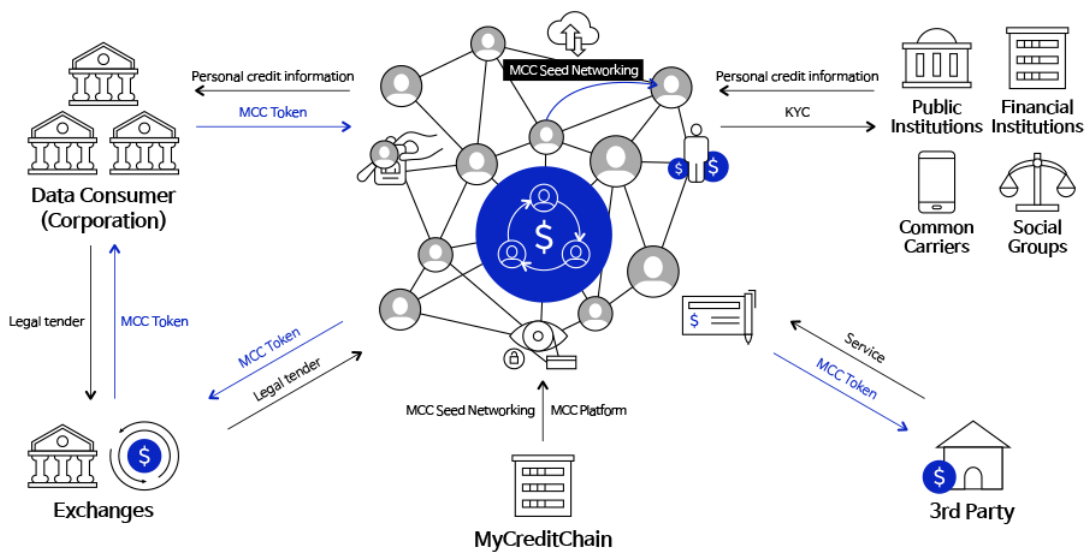 MCC Seed Networking
Personal credit information
MCC Token
Data Consumer
(Corporation)
Personal credit information
KYC
Public
Institutions
Financial
Institutions
Common
Carriers
Social
Groups
$
$
$
Legal tender
MCC Token
MCC Token
Legal tender
$
Service
MCC Token
MCC Seed Networking
MCC Platform
$
Exchanges
MyCreditChain
$
3rd Party